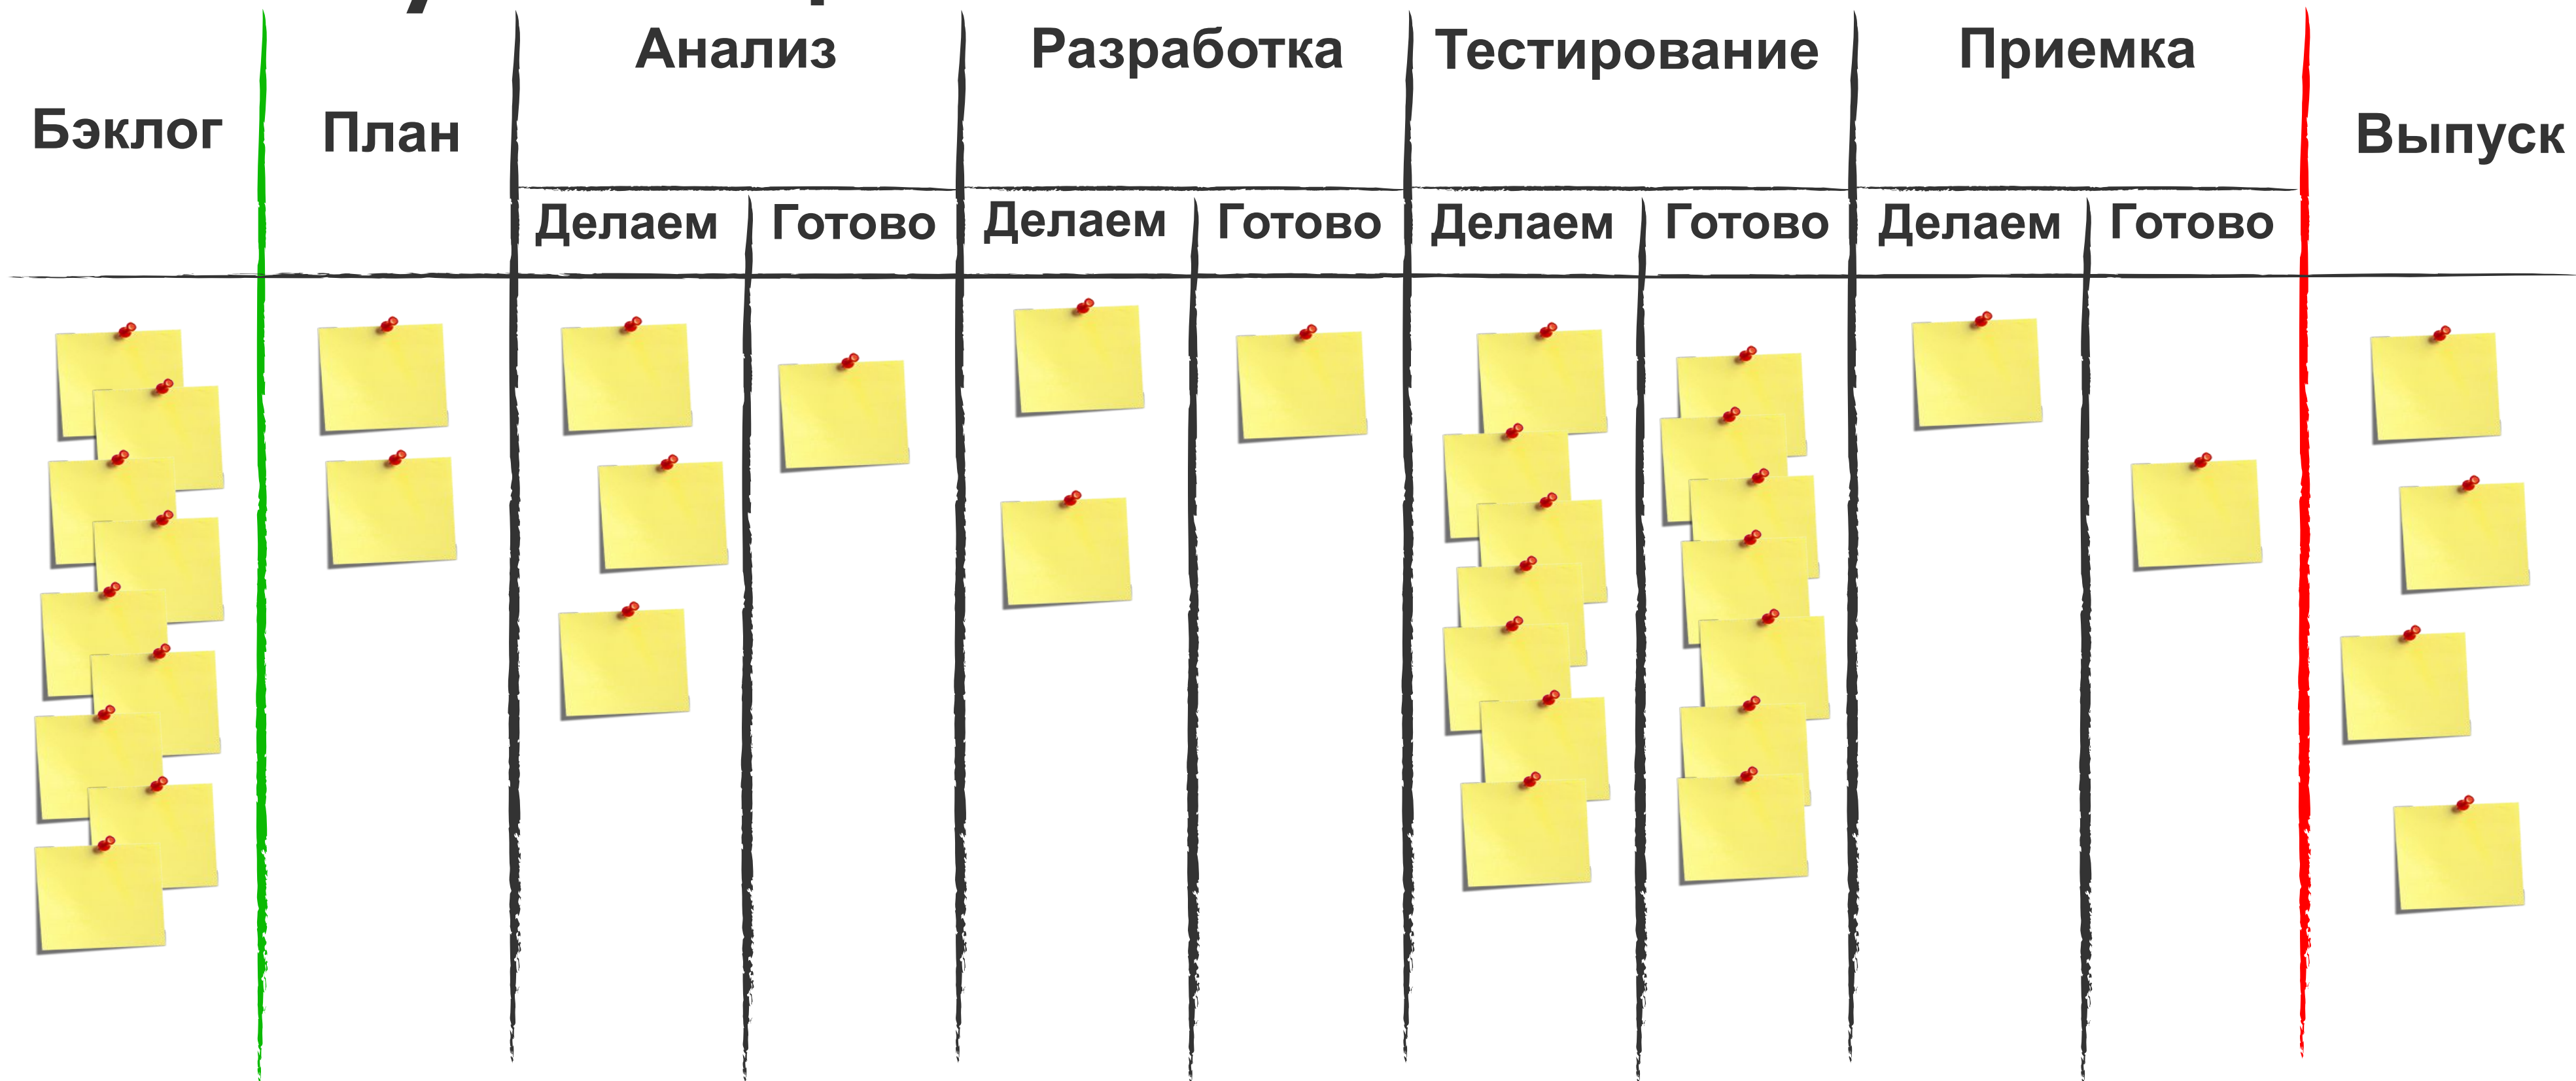 Анализ
Разработка
Тестирование
Приемка
Бэклог
План
Выпуск
Делаем
Готово
Делаем
Готово
Делаем
Готово
Делаем
Готово